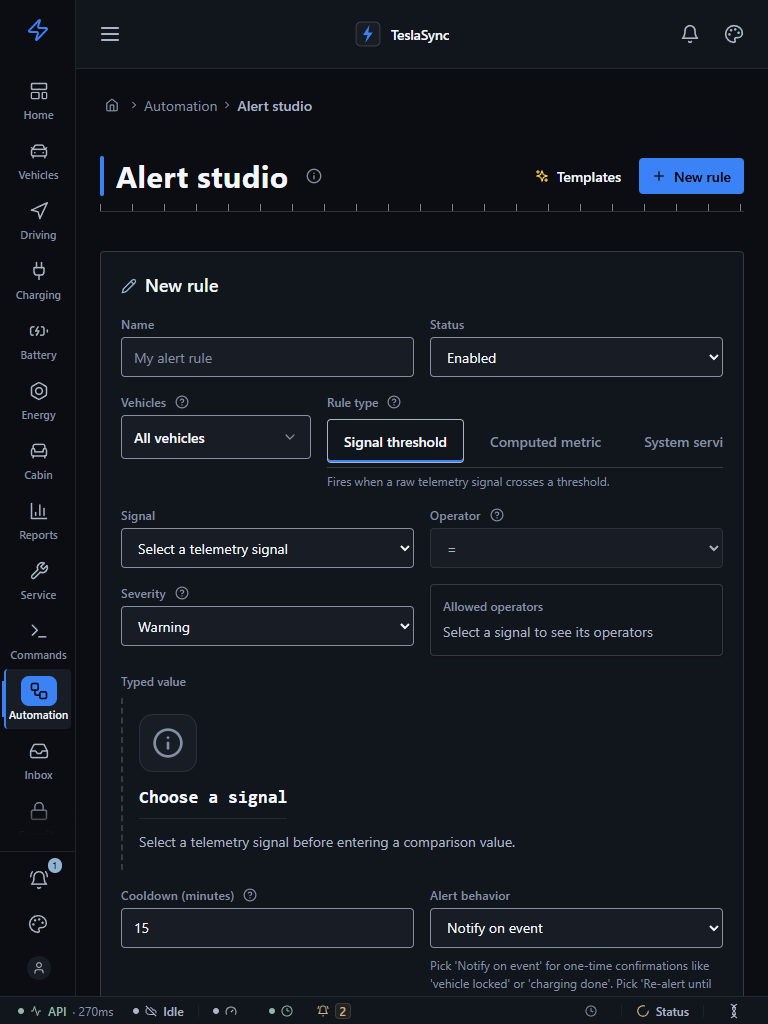 TeslaSync
Home
Vehicles
Driving
Charging
Battery
Energy
Cabin
Reports
Service
Commands
Automation
Inbox
1
Automation
Alert studio
Alert studio
Templates
New rule
New rule
Name
Status
My alert rule
Enabled
Vehicles
Rule type
All vehicles
Signal threshold
Computed metric
System servi
Fires when a raw telemetry signal crosses a threshold.
Signal
Operator
Select a telemetry signal
=
Severity
Warning
Allowed operators
Select a signal to see its operators
Typed value
Choose a signal
Select a telemetry signal before entering a comparison value.
Cooldown (minutes)
Alert behavior
15
Notify on event
Pick 'Notify on event' for one-time confirmations like
'vehicle locked' or 'charging done'. Pick 'Re-alert until
API · 270ms
Idle
2
Status